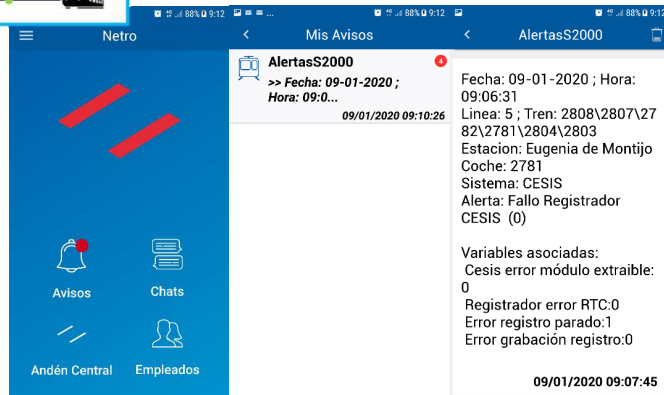 88% 9:12
Netro
Avisos
Chats
Andén Central
Empleados
... 88% 9:12
Mis Avisos
AlertasS2000
4
>> Fecha: 09-01-2020 ;
Hora: 09:0...
09/01/2020 09:10:26
88% 9:12
AlertasS2000
Fecha: 09-01-2020 ; Hora:
09:06:31
Linea: 5 ; Tren: 2808\2807\27
82\2781\2804\2803
Estacion: Eugenia de Montijo
Coche: 2781
Sistema: CESIS
Alerta: Fallo Registrador
CESIS (0)
Variables asociadas:
Cesis error módulo extraible:
0
Registrador error RTC:0
Error registro parado:1
Error grabación registro:0
09/01/2020 09:07:45